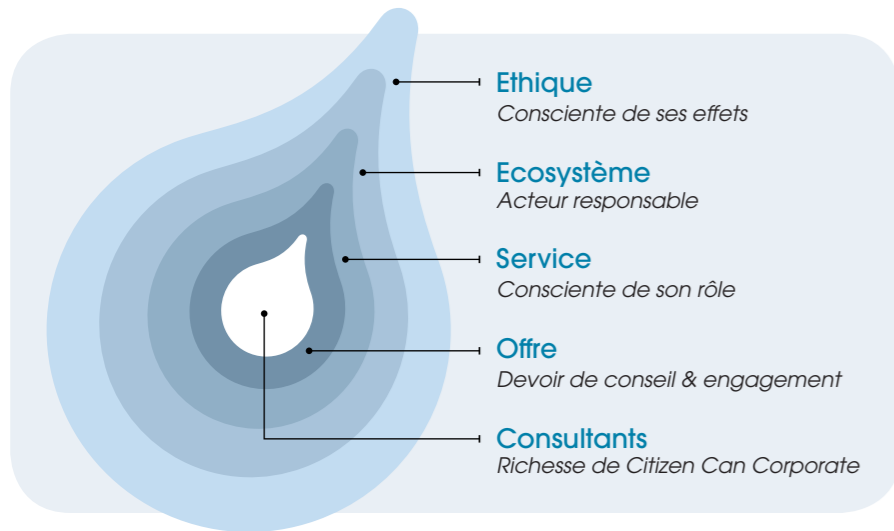 Ethique
Consciente de ses effets
Ecosystème
Acteur responsable
Service
Consciente de son rôle
Offre
Devoir de conseil & engagement
Consultants
Richesse de Citizen Can Corporate